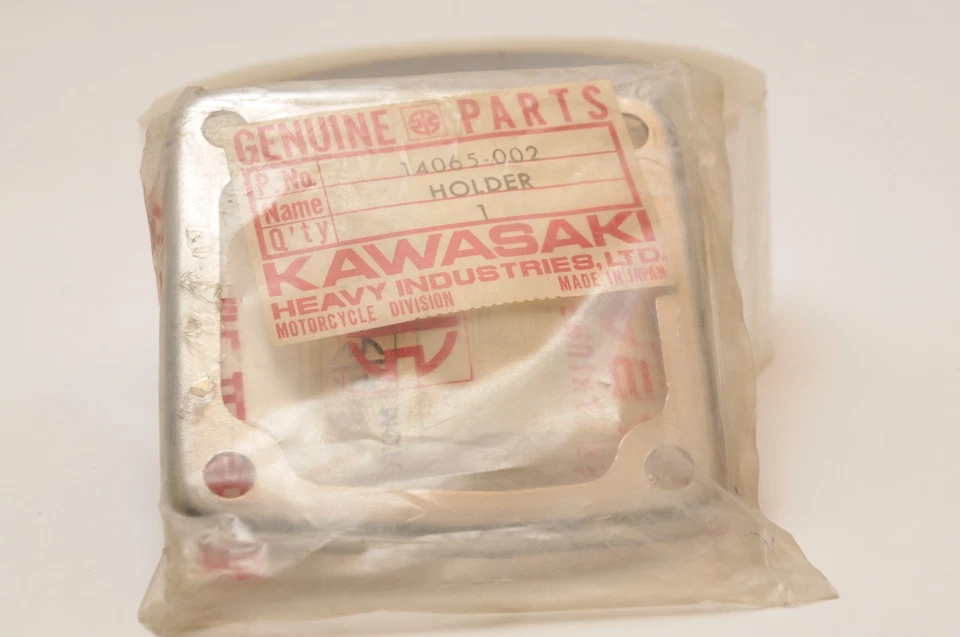 GENUINE PARTS
P. No. 14065-002
Name HOLDER
Q'ty 1
KAWASAKI
HEAVY INDUSTRIES, LTD.
MOTORCYCLE DIVISION MADE IN JAPAN